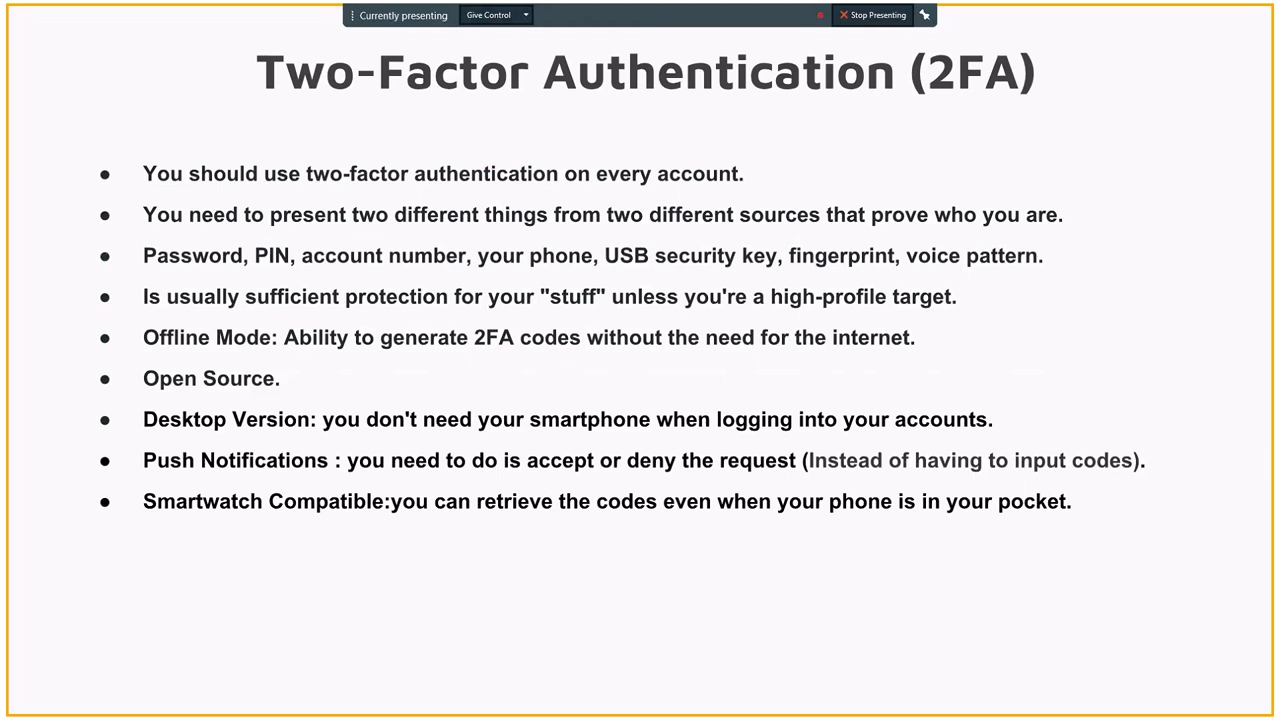 Currently presenting Give Control Stop Presenting
Two-Factor Authentication (2FA)
● You should use two-factor authentication on every account.
● You need to present two different things from two different sources that prove who you are.
● Password, PIN, account number, your phone, USB security key, fingerprint, voice pattern.
● Is usually sufficient protection for your "stuff" unless you're a high-profile target.
● Offline Mode: Ability to generate 2FA codes without the need for the internet.
● Open Source.
● Desktop Version: you don't need your smartphone when logging into your accounts.
● Push Notifications : you need to do is accept or deny the request (Instead of having to input codes).
● Smartwatch Compatible:you can retrieve the codes even when your phone is in your pocket.